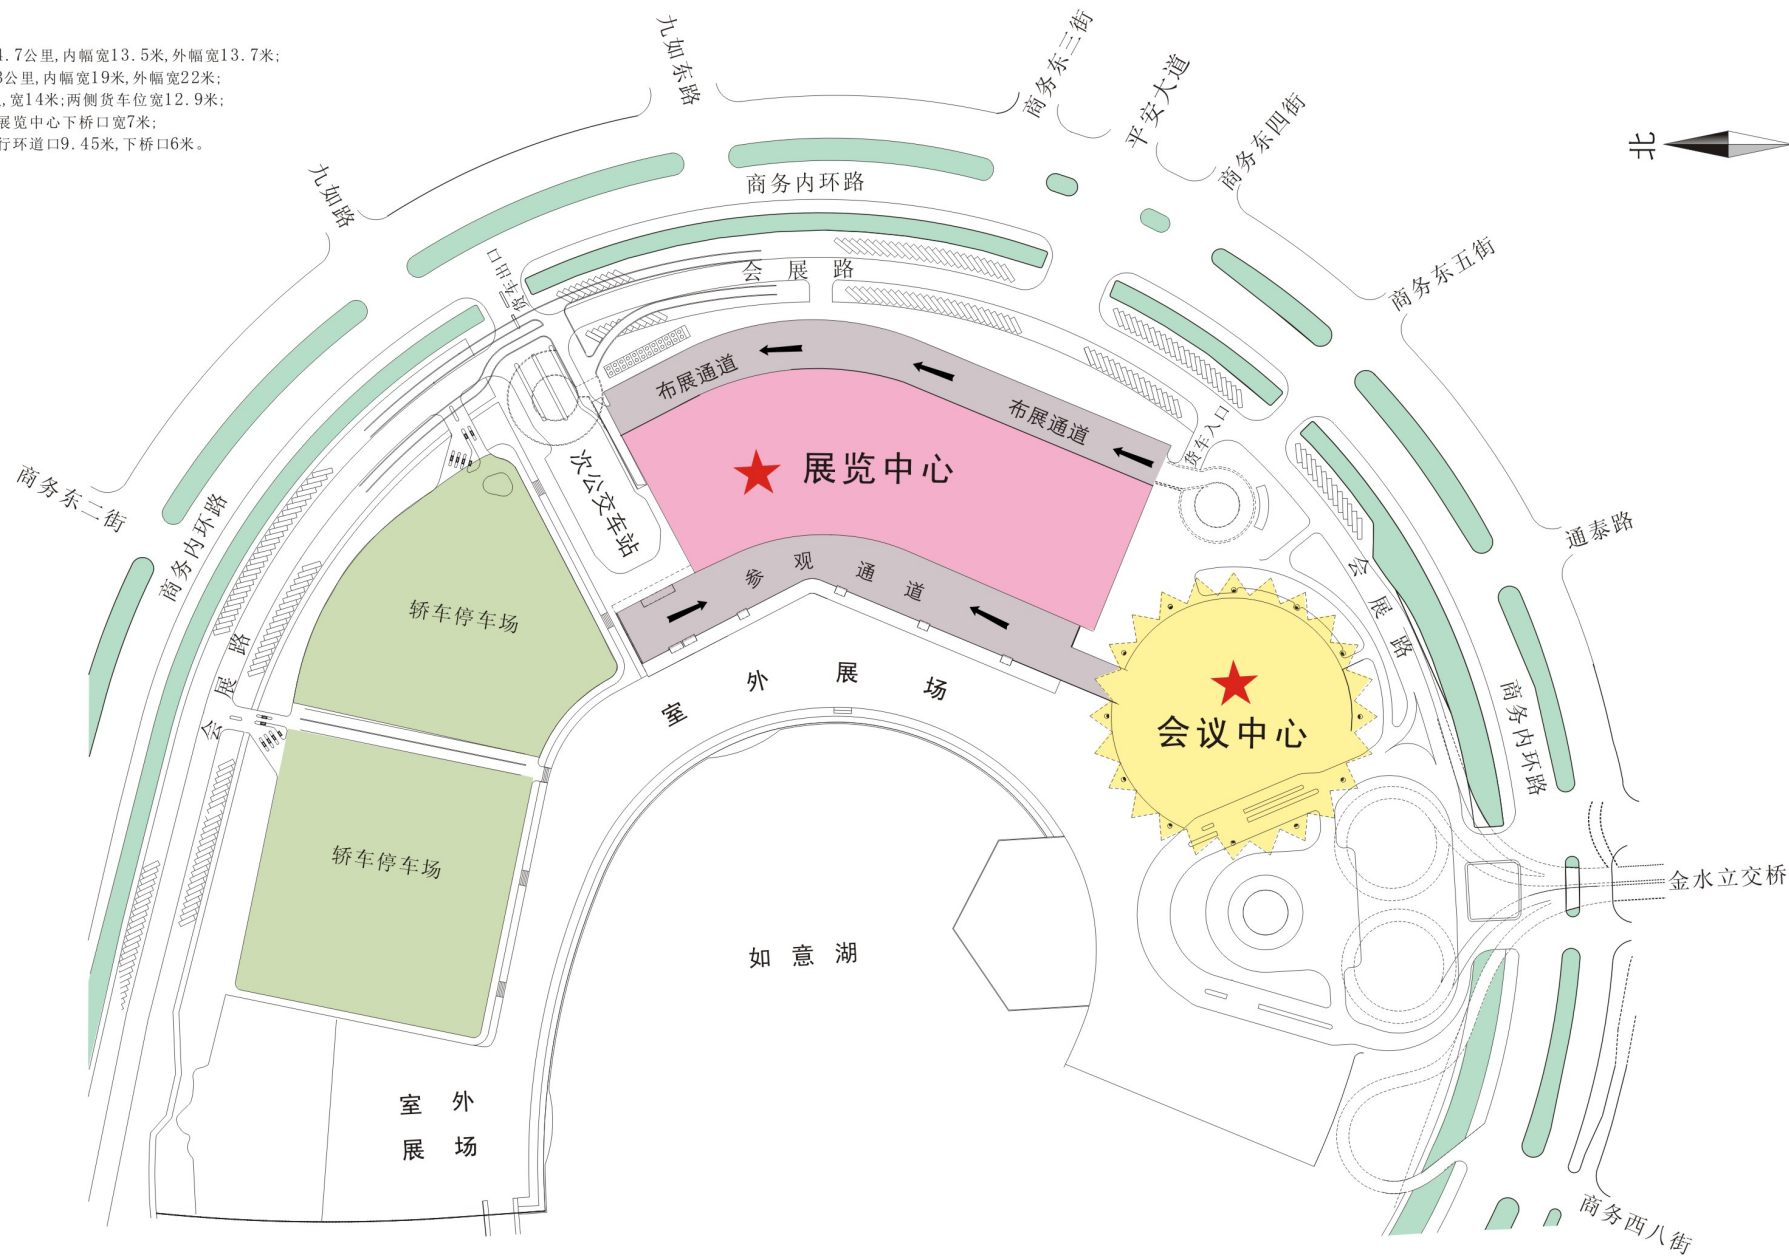 4.7公里,内幅宽13.5米,外幅宽13.7米;
公里,内幅宽19米,外幅宽22米;
宽14米;两侧货车位宽12.9米;
展览中心下桥口宽7米;
行环道口9.45米,下桥口6米。
九如东路
商务东三街
平安大道
商务东四街
北
九如路
商务内环路
货车出口
会展路
商务东五街
布展通道
布展通道
货车入口
展览中心
次公交车站
商务东二街
商务内环路
通泰路
会展路
参观通道
轿车停车场
会展路
室外展场
会议中心
商务内环路
轿车停车场
金水立交桥
如意湖
室外
展场
商务西八街